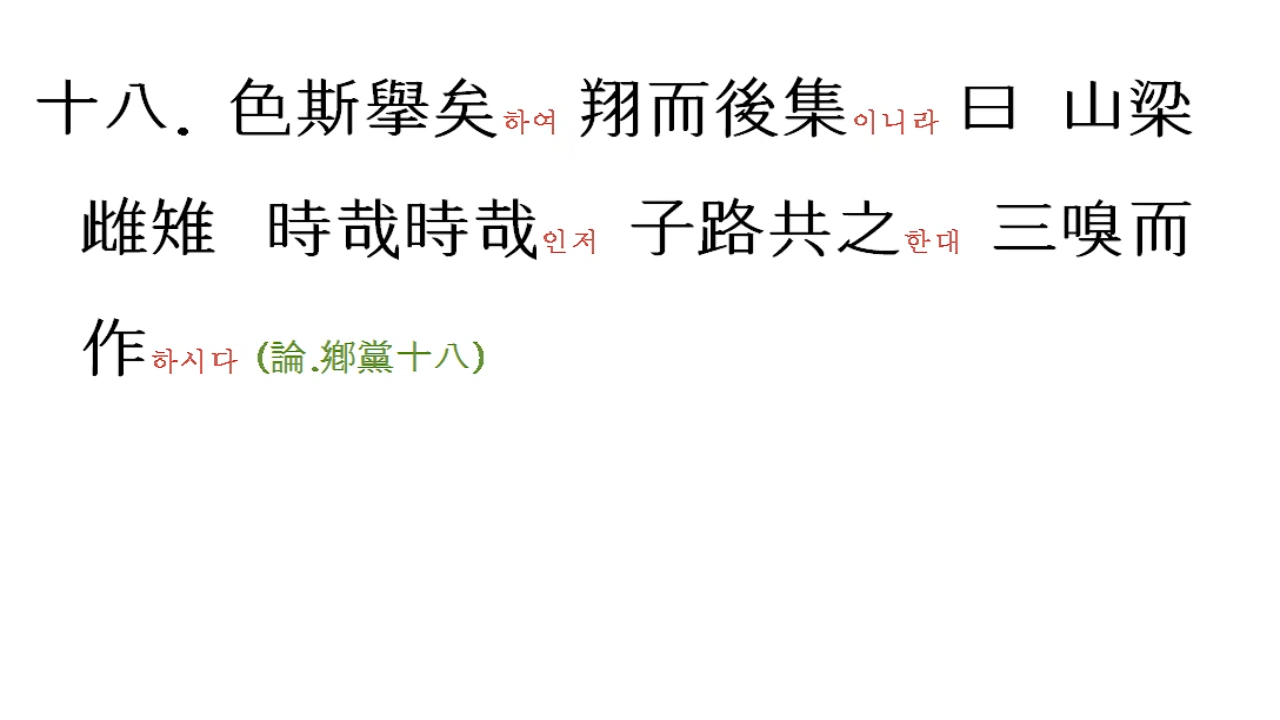 十八. 色斯擧矣하여 翔而後集이니라 曰 山梁
雌雉 時哉時哉인저 子路共之한대 三嗅而
作하시다 (論.鄕黨十八)